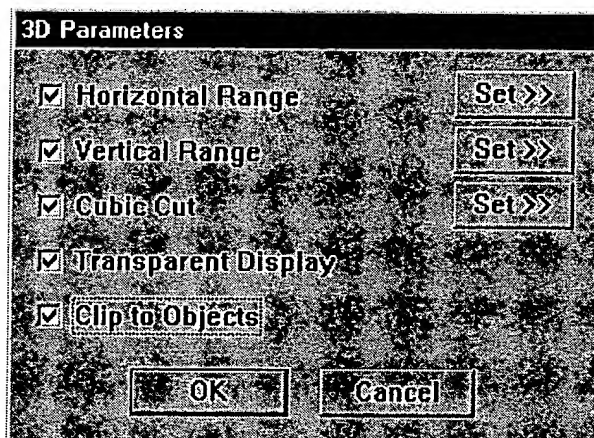 3D Parameters
Horizontal Range Set >>
Vertical Range Set >>
Cubic Cut Set >>
Transparent Display
Clip to Objects
OK Cancel